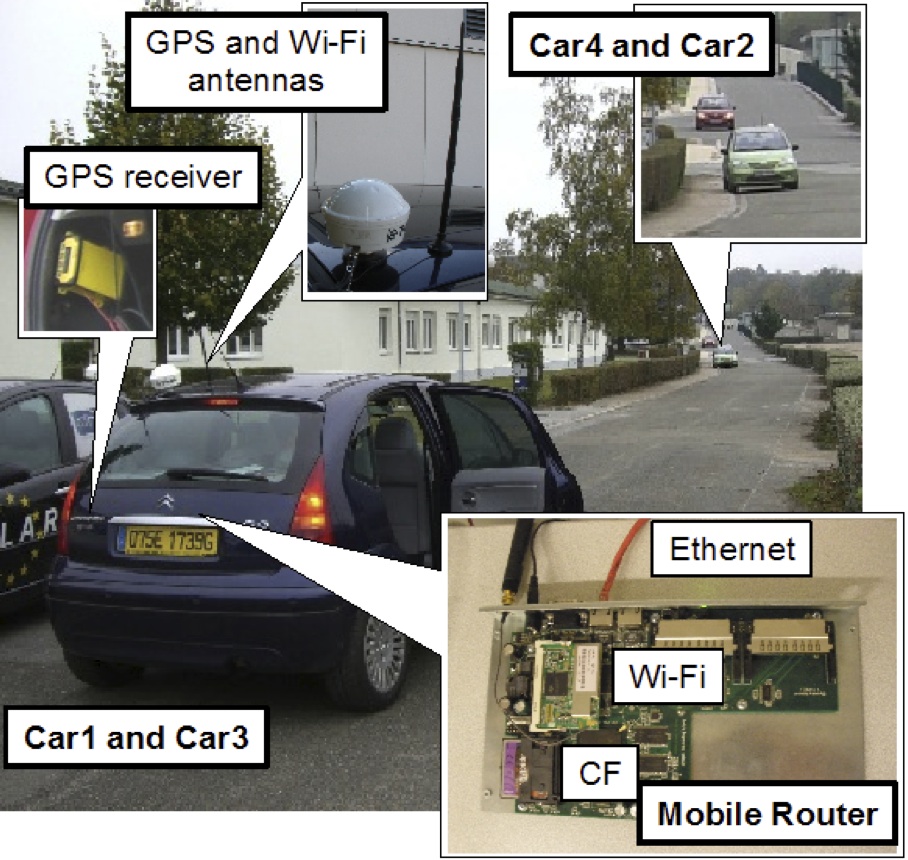 GPS and Wi-Fi
antennas
Car4 and Car2
GPS receiver
LAR
Ethernet
Wi-Fi
CF
Mobile Router
Car1 and Car3